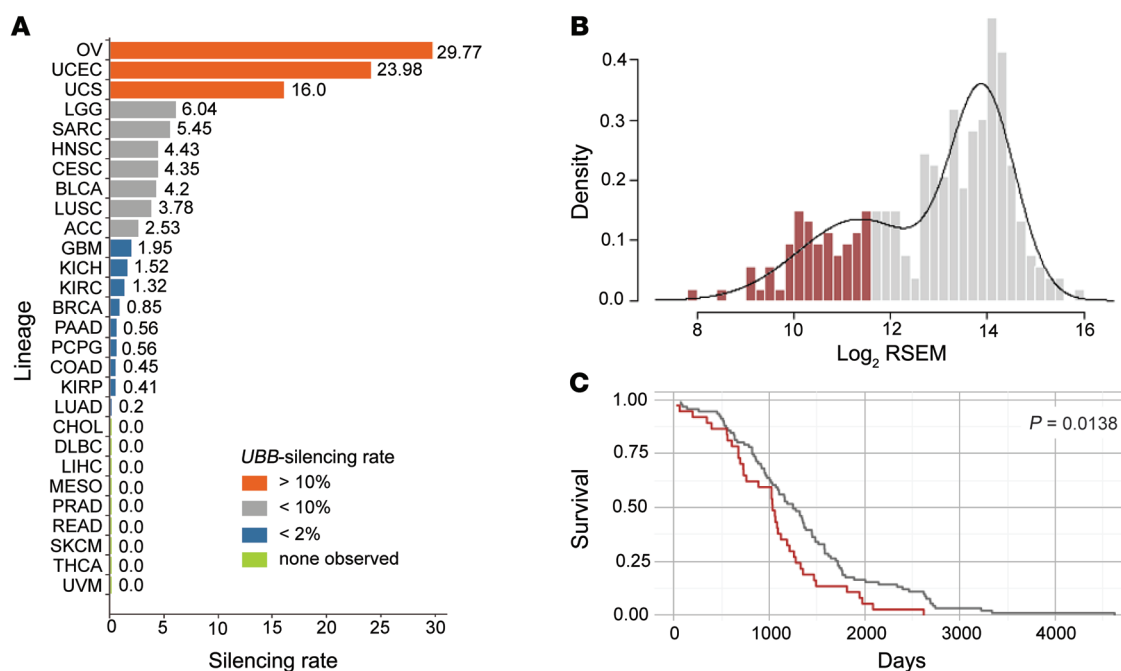 A
Lineage
OV 29.77
UCEC 23.98
UCS 16.0
LGG 6.04
SARC 5.45
HNSC 4.43
CESC 4.35
BLCA 4.2
LUSC 3.78
ACC 2.53
GBM 1.95
KICH 1.52
KIRC 1.32
BRCA 0.85
PAAD 0.56
PCPG 0.56
COAD 0.45
KIRP 0.41
LUAD 0.2
CHOL 0.0
DLBC 0.0
LIHC 0.0
MESO 0.0
PRAD 0.0
READ 0.0
SKCM 0.0
THCA 0.0
UVM 0.0
UBB-silencing rate
> 10%
< 10%
< 2%
none observed
0 5 10 15 20 25 30
Silencing rate
B
Density
0.4
0.3
0.2
0.1
0.0
8 10 12 14 16
Log₂ RSEM
C
Survival
1.00
0.75
0.50
0.25
0.00
P = 0.0138
0 1000 2000 3000 4000
Days